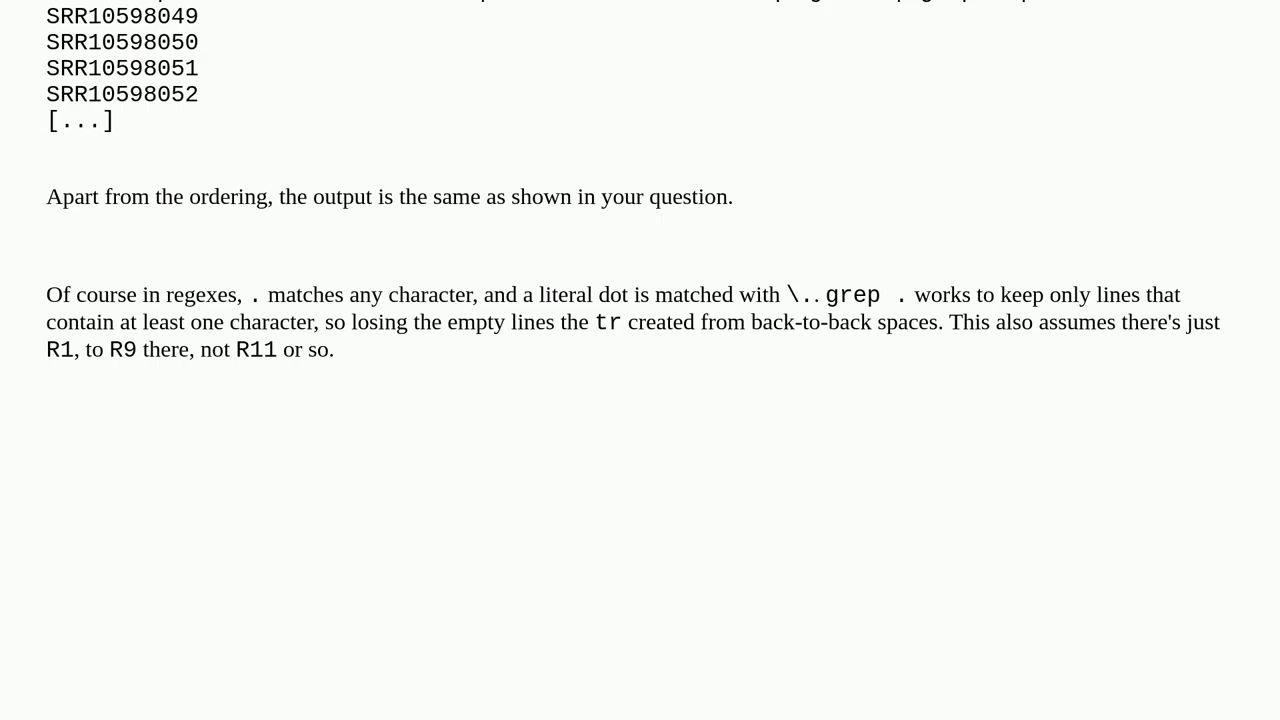 SRR10598049
SRR10598050
SRR10598051
SRR10598052
[...]
Apart from the ordering, the output is the same as shown in your question.
Of course in regexes, . matches any character, and a literal dot is matched with \.. grep . works to keep only lines that
contain at least one character, so losing the empty lines the tr created from back-to-back spaces. This also assumes there's just
R1, to R9 there, not R11 or so.